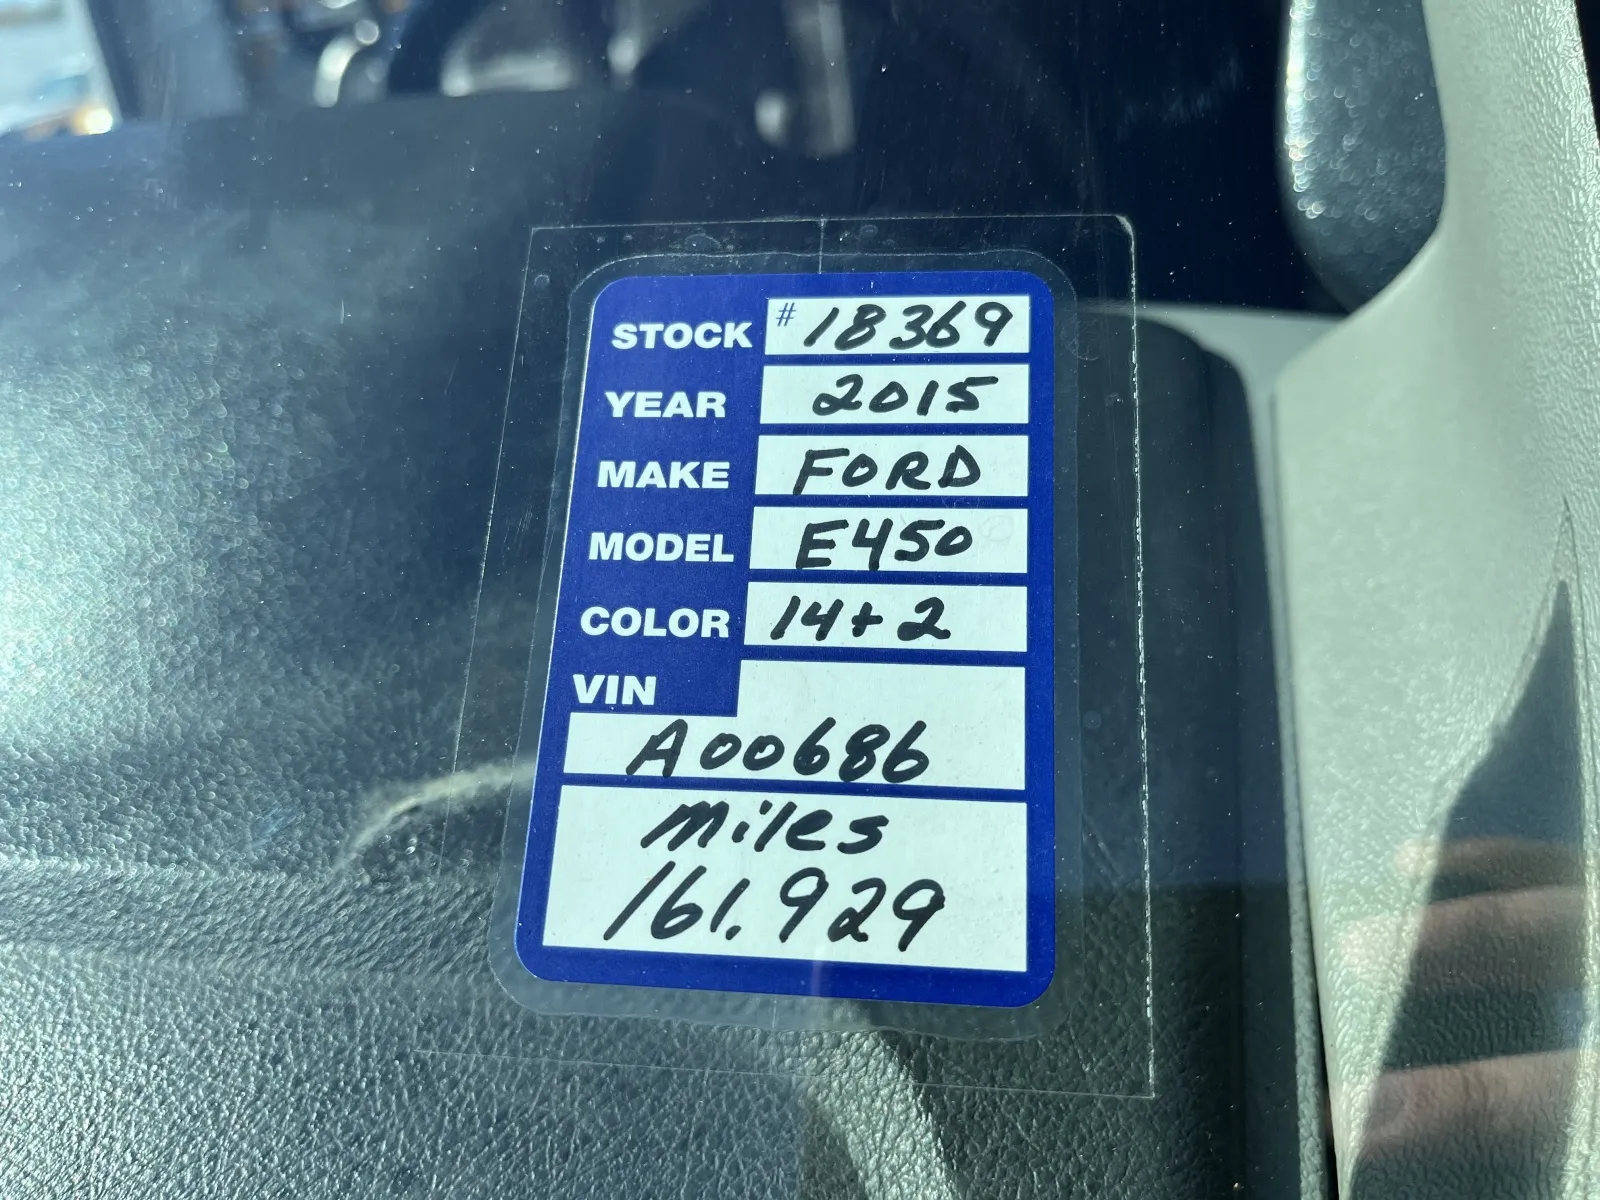 STOCK # 18369
YEAR 2015
MAKE FORD
MODEL E450
COLOR 14+2
VIN
A00686
miles
161.929